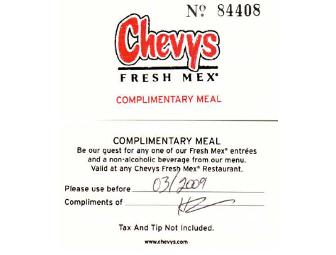 Nº 84408
Chevys
FRESH MEX®
COMPLIMENTARY MEAL
COMPLIMENTARY MEAL
Be our guest for any one of our Fresh Mex® entrées
and a non-alcoholic beverage from our menu.
Valid at any Chevys Fresh Mex® Restaurant.
Please use before 03/2009
Compliments of
Tax And Tip Not Included.
www.chevys.com